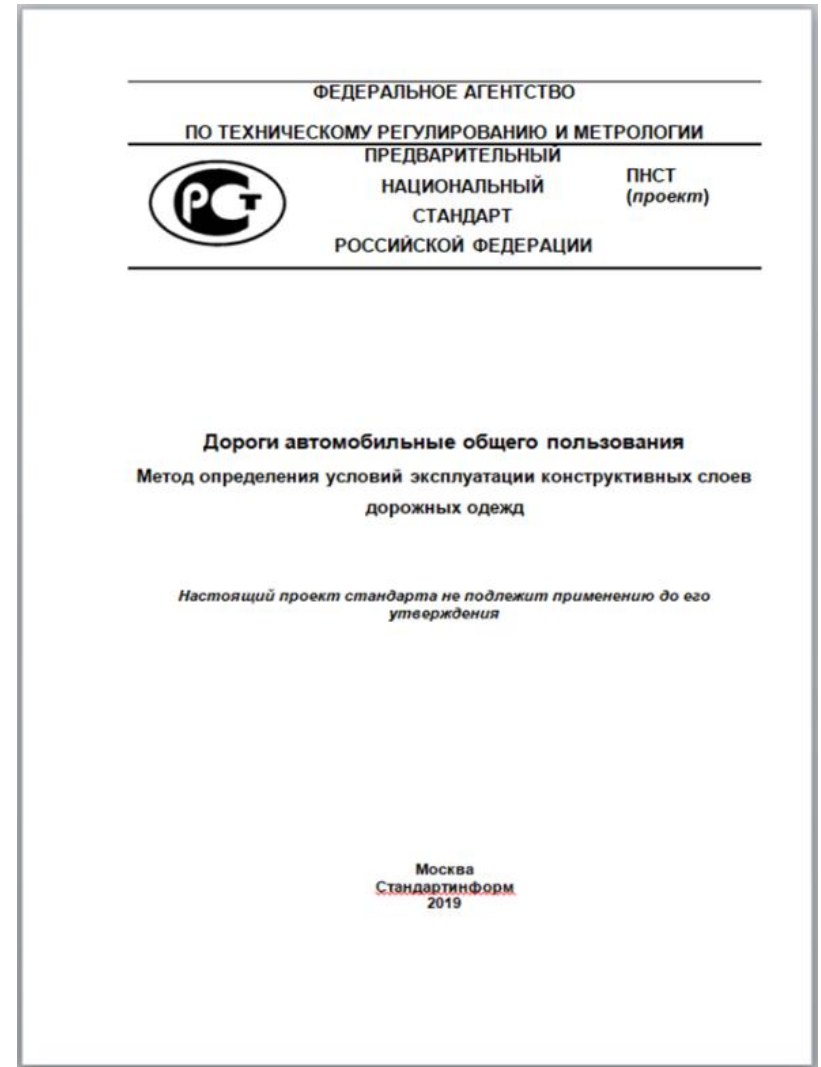 ФЕДЕРАЛЬНОЕ АГЕНТСТВО
ПО ТЕХНИЧЕСКОМУ РЕГУЛИРОВАНИЮ И МЕТРОЛОГИИ
РСТ
ПРЕДВАРИТЕЛЬНЫЙ
НАЦИОНАЛЬНЫЙ
СТАНДАРТ
РОССИЙСКОЙ ФЕДЕРАЦИИ
ПНСТ
(проект)
Дороги автомобильные общего пользования
Метод определения условий эксплуатации конструктивных слоев
дорожных одежд
Настоящий проект стандарта не подлежит применению до его
утверждения
Москва
Стандартинформ
2019